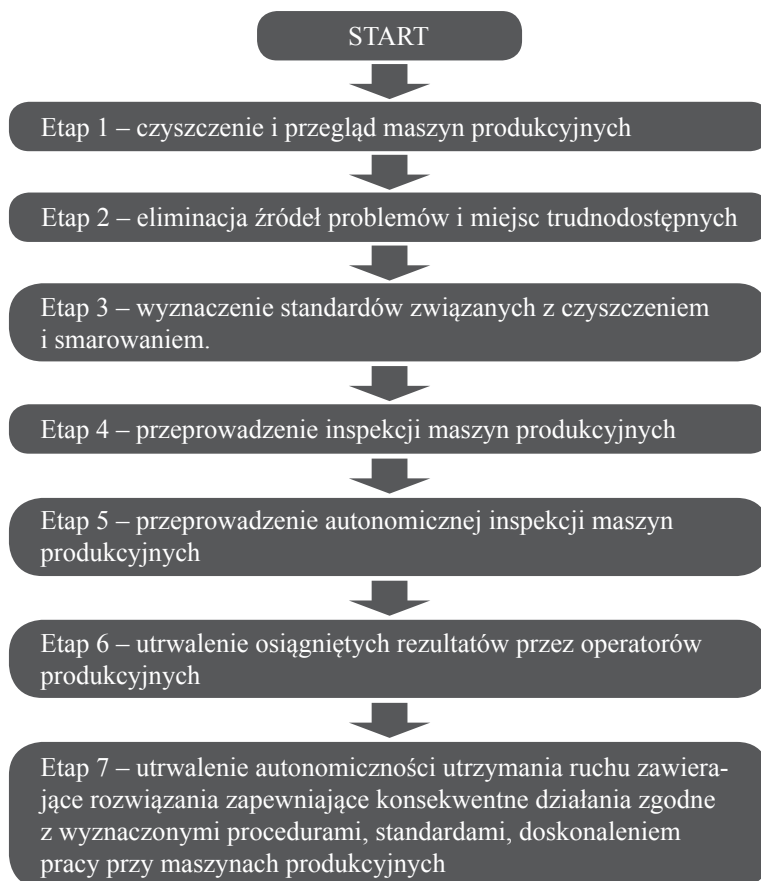 START
Etap 1 – czyszczenie i przegląd maszyn produkcyjnych
Etap 2 – eliminacja źródeł problemów i miejsc trudnodostępnych
Etap 3 – wyznaczenie standardów związanych z czyszczeniem
i smarowaniem.
Etap 4 – przeprowadzenie inspekcji maszyn produkcyjnych
Etap 5 – przeprowadzenie autonomicznej inspekcji maszyn
produkcyjnych
Etap 6 – utrwalenie osiągniętych rezultatów przez operatorów
produkcyjnych
Etap 7 – utrwalenie autonomiczności utrzymania ruchu zawiera-
jące rozwiązania zapewniające konsekwentne działania zgodne
z wyznaczonymi procedurami, standardami, doskonaleniem
pracy przy maszynach produkcyjnych